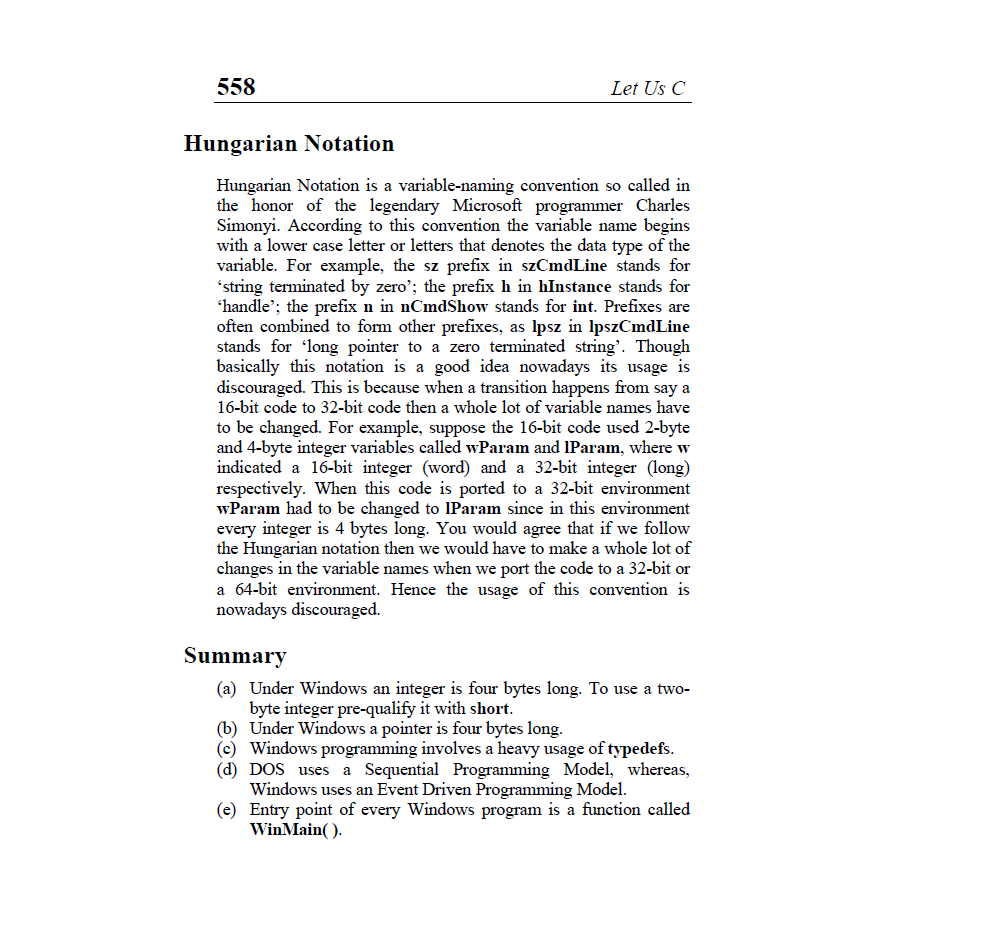 558 Let Us C
Hungarian Notation
Hungarian Notation is a variable-naming convention so called in
the honor of the legendary Microsoft programmer Charles
Simonyi. According to this convention the variable name begins
with a lower case letter or letters that denotes the data type of the
variable. For example, the sz prefix in szCmdLine stands for
‘string terminated by zero’; the prefix h in hInstance stands for
‘handle’; the prefix n in nCmdShow stands for int. Prefixes are
often combined to form other prefixes, as lpsz in lpszCmdLine
stands for ‘long pointer to a zero terminated string’. Though
basically this notation is a good idea nowadays its usage is
discouraged. This is because when a transition happens from say a
16-bit code to 32-bit code then a whole lot of variable names have
to be changed. For example, suppose the 16-bit code used 2-byte
and 4-byte integer variables called wParam and lParam, where w
indicated a 16-bit integer (word) and a 32-bit integer (long)
respectively. When this code is ported to a 32-bit environment
wParam had to be changed to lParam since in this environment
every integer is 4 bytes long. You would agree that if we follow
the Hungarian notation then we would have to make a whole lot of
changes in the variable names when we port the code to a 32-bit or
a 64-bit environment. Hence the usage of this convention is
nowadays discouraged.
Summary
(a) Under Windows an integer is four bytes long. To use a two-
byte integer pre-qualify it with short.
(b) Under Windows a pointer is four bytes long.
(c) Windows programming involves a heavy usage of typedefs.
(d) DOS uses a Sequential Programming Model, whereas,
Windows uses an Event Driven Programming Model.
(e) Entry point of every Windows program is a function called
WinMain( ).